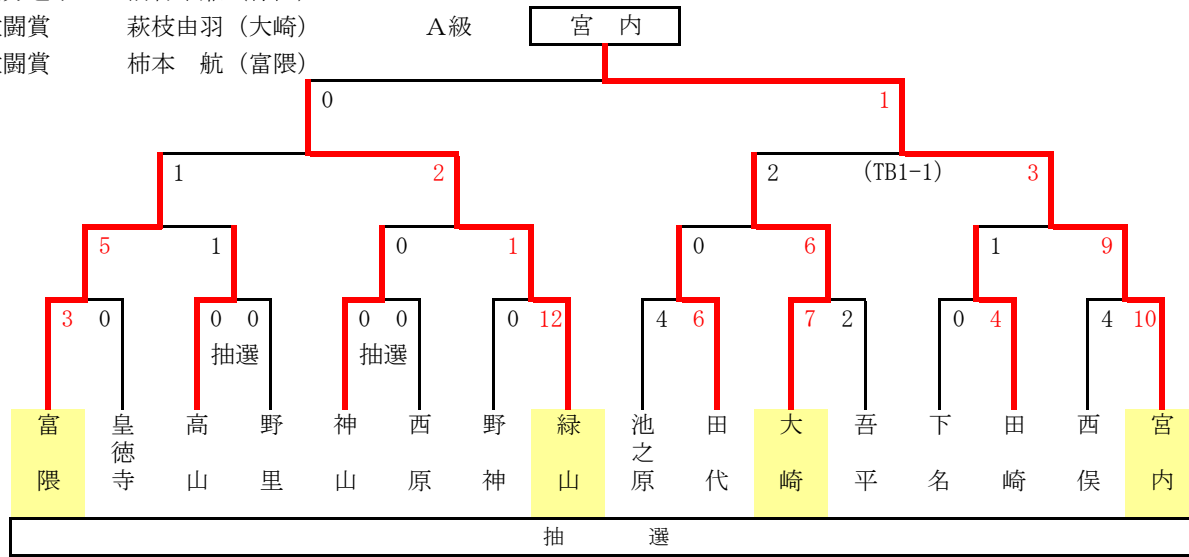 闘賞 萩枝由羽(大崎) A級 宮 内
闘賞 柿本 航(富隈)
0 1
1 2 2 (TB1-1) 3
5 1 0 1 0 6 1 9
3 0 0 0 0 0 0 12 4 6 7 2 0 4 4 10
抽選 抽選
富隈 皇徳寺 高山 野里 神山 西原 野神 緑山 池之原 田代 大崎 吾平 下名 田崎 西俣 宮内
抽 選